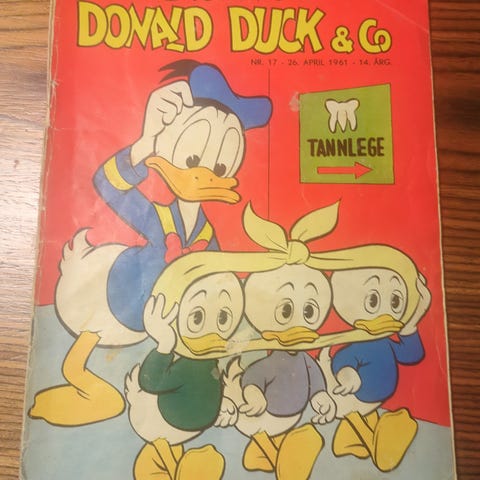 DONALD DUCK & Co
NR. 17 - 26. APRIL 1961 - 14. ÅRG.
TANNLEGE